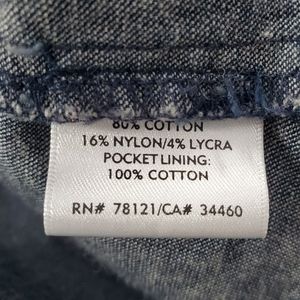 80% COTTON
16% NYLON/4% LYCRA
POCKET LINING:
100% COTTON
RN# 78121/CA# 34460